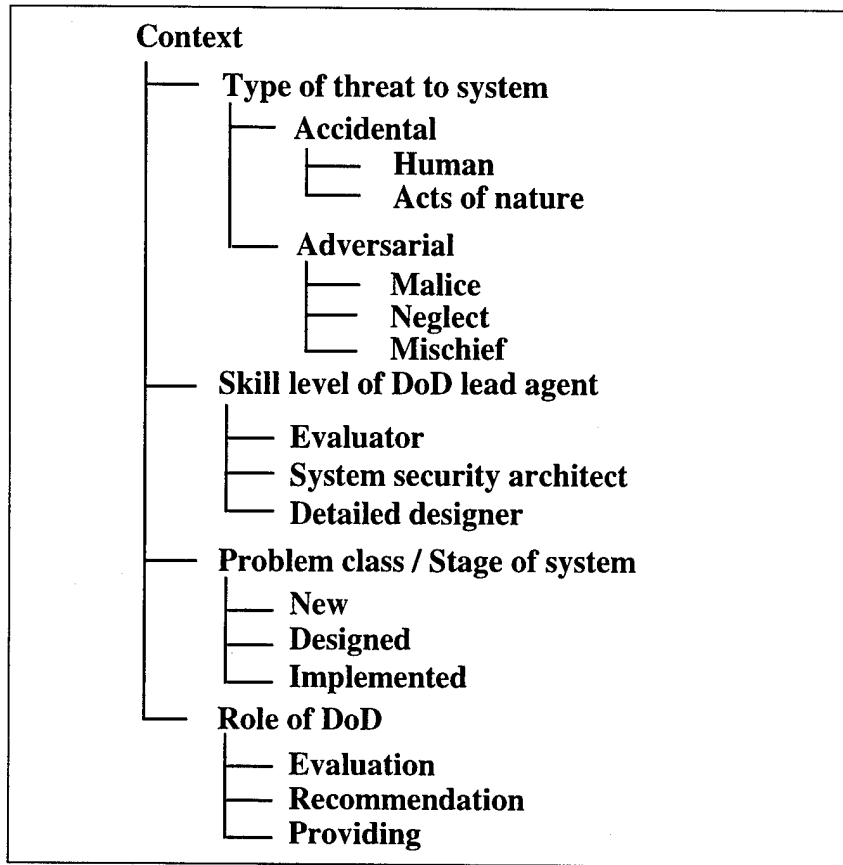 Context
Type of threat to system
Accidental
Human
Acts of nature
Adversarial
Malice
Neglect
Mischief
Skill level of DoD lead agent
Evaluator
System security architect
Detailed designer
Problem class / Stage of system
New
Designed
Implemented
Role of DoD
Evaluation
Recommendation
Providing